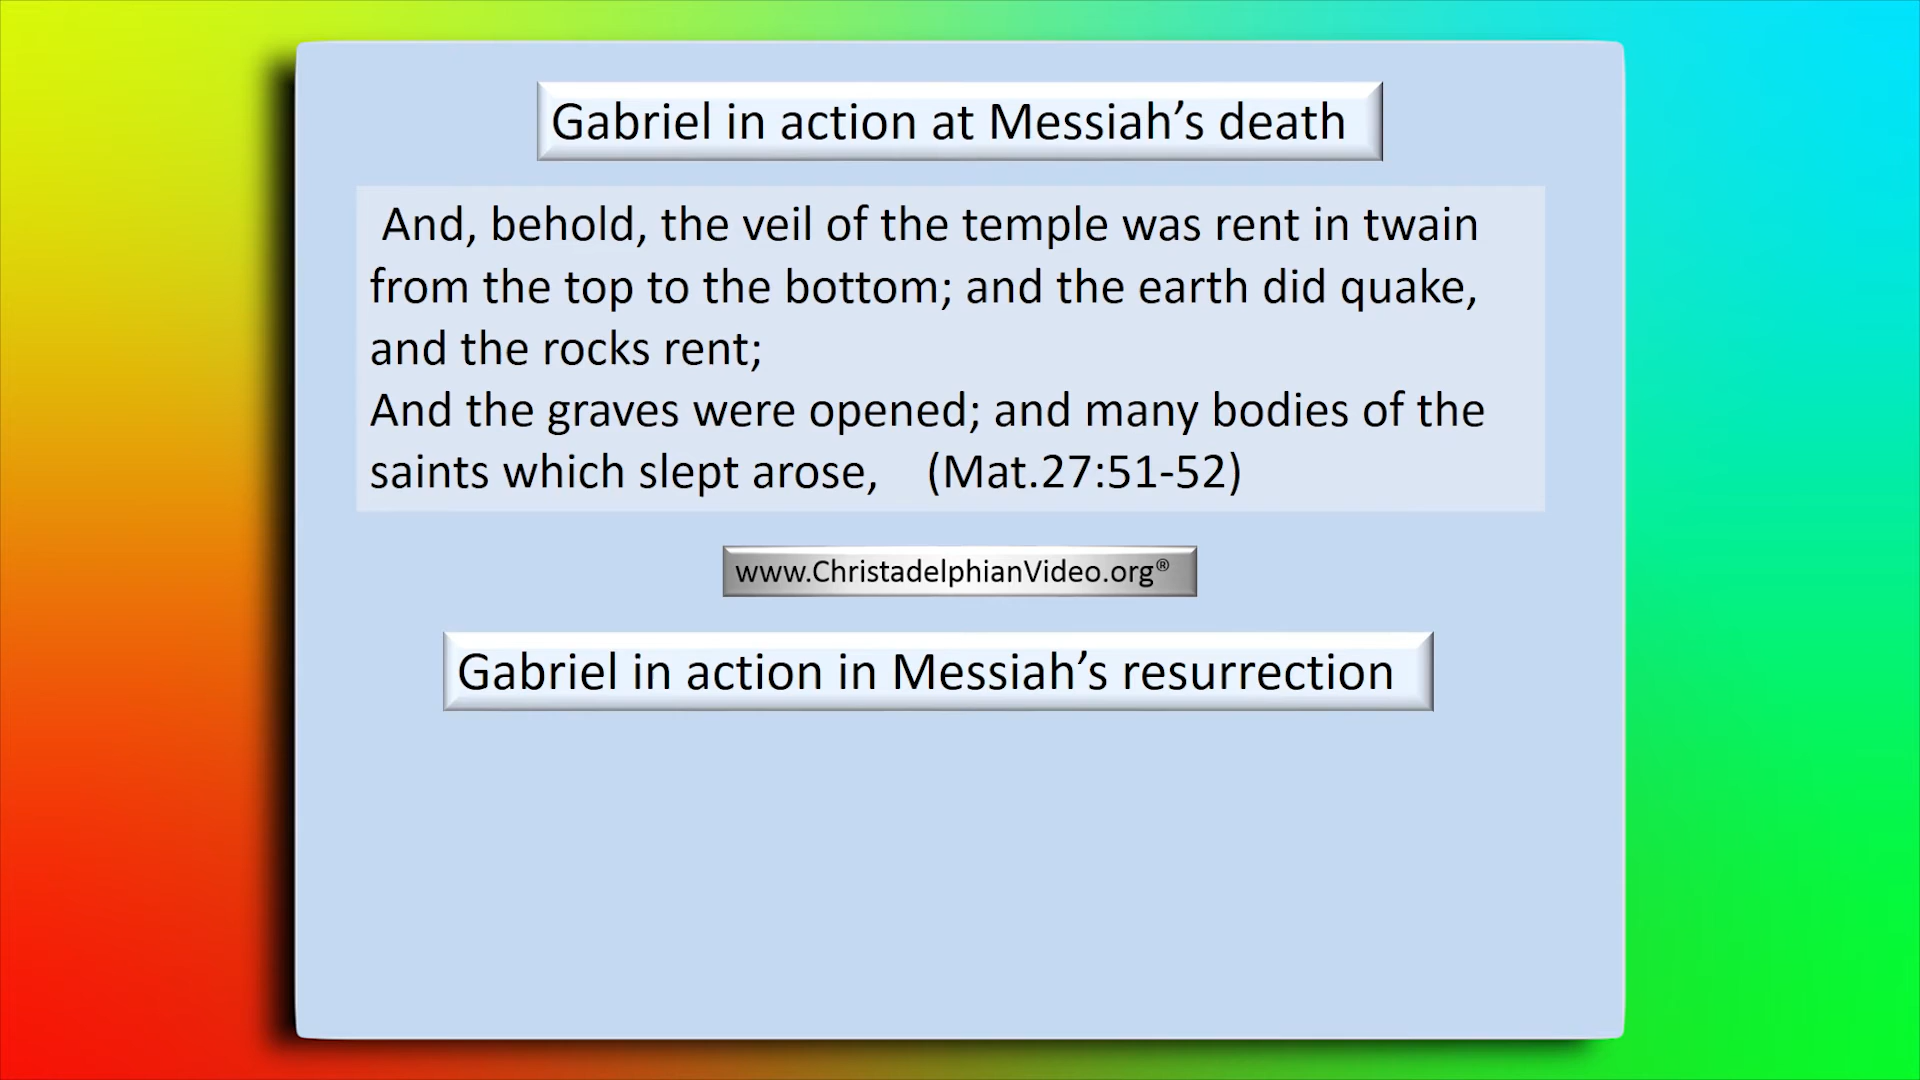 Gabriel in action at Messiah’s death
And, behold, the veil of the temple was rent in twain
from the top to the bottom; and the earth did quake,
and the rocks rent;
And the graves were opened; and many bodies of the
saints which slept arose, (Mat.27:51-52)
www.ChristadelphianVideo.org®
Gabriel in action in Messiah’s resurrection